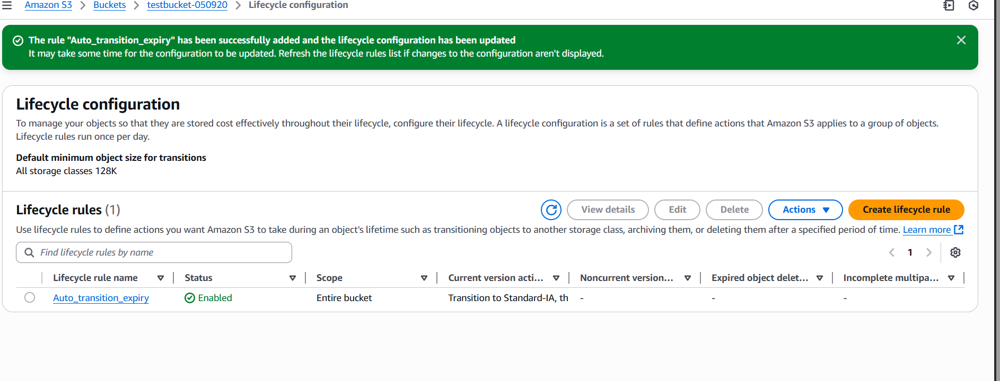 Amazon S3 > Buckets > testbucket-050920 > Lifecycle configuration
The rule "Auto_transition_expiry" has been successfully added and the lifecycle configuration has been updated
It may take some time for the configuration to be updated. Refresh the lifecycle rules list if changes to the configuration aren't displayed.
Lifecycle configuration
To manage your objects so that they are stored cost effectively throughout their lifecycle, configure their lifecycle. A lifecycle configuration is a set of rules that define actions that Amazon S3 applies to a group of objects.
Lifecycle rules run once per day.
Default minimum object size for transitions
All storage classes 128K
Lifecycle rules (1) View details Edit Delete Actions Create lifecycle rule
Use lifecycle rules to define actions you want Amazon S3 to take during an object's lifetime such as transitioning objects to another storage class, archiving them, or deleting them after a specified period of time. Learn more
Find lifecycle rules by name 1
Lifecycle rule name Status Scope Current version acti... Noncurrent version... Expired object delet... Incomplete multipa...
Auto_transition_expiry Enabled Entire bucket Transition to Standard-IA, th - - -